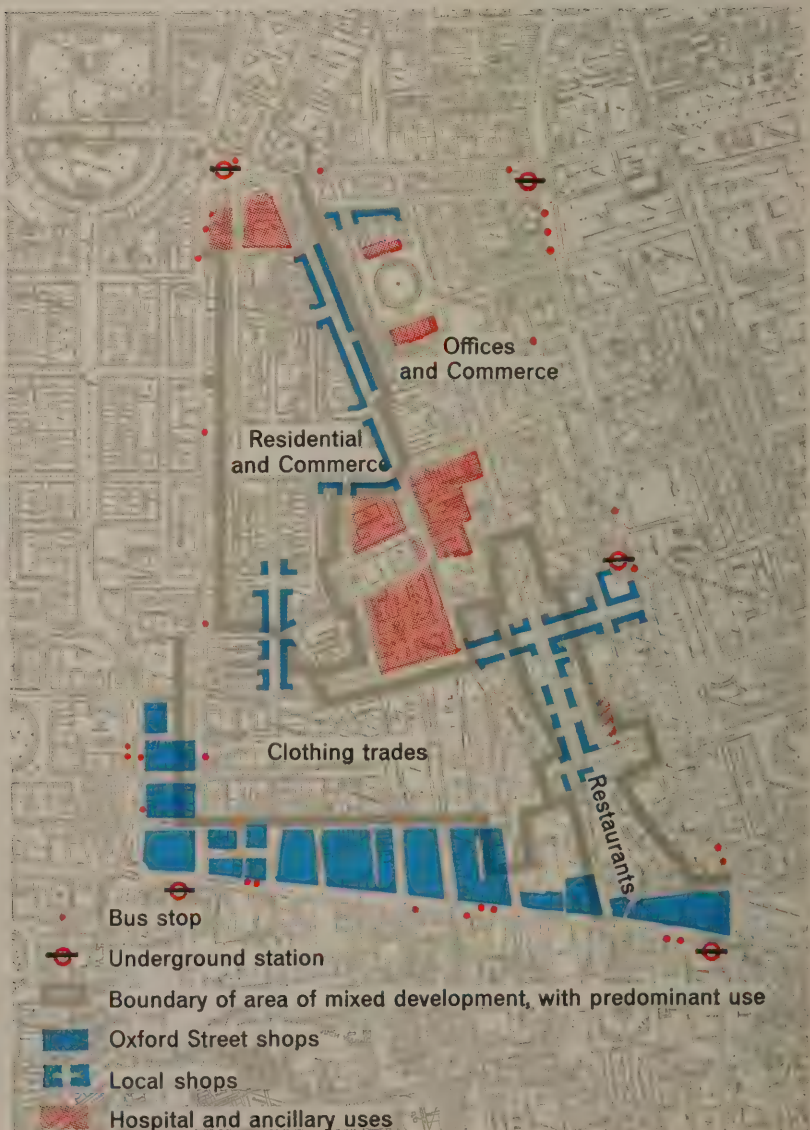 Offices
and Commerce
Residential
and Commerce
Clothing trades
Restaurants
Bus stop
Underground station
Boundary of area of mixed development, with predominant use
Oxford Street shops
Local shops
Hospital and ancillary uses